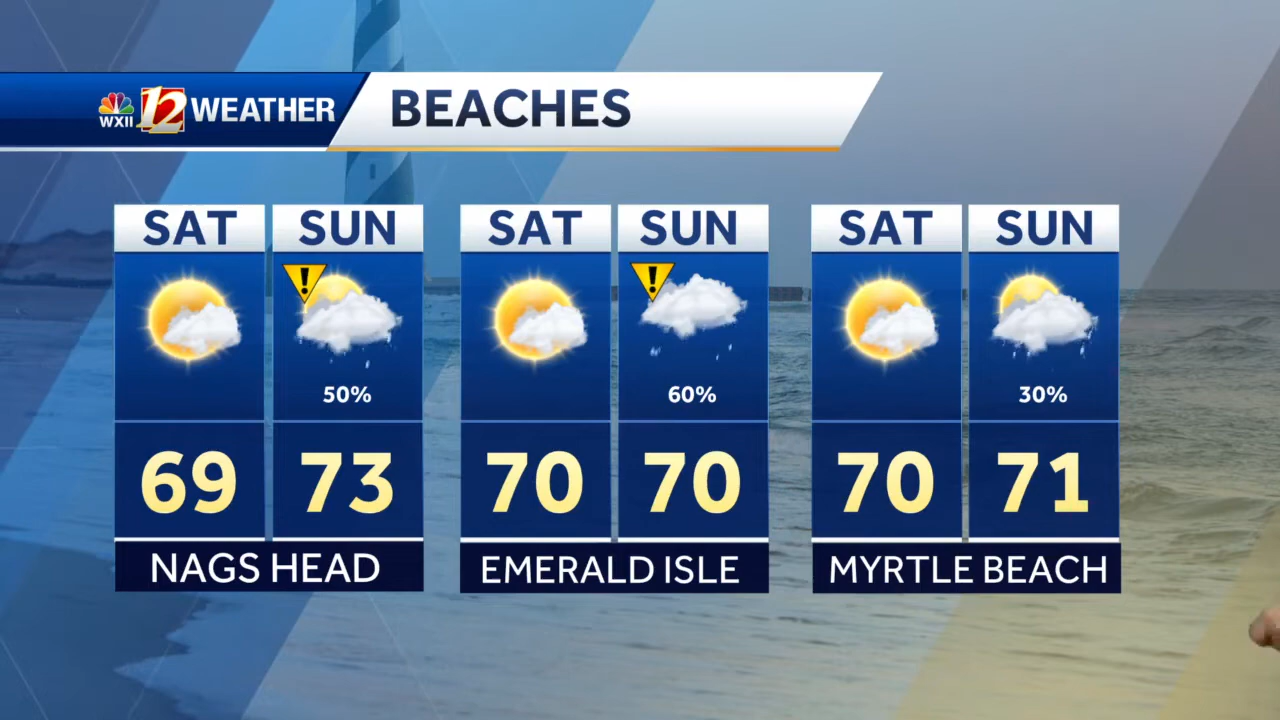 WXII 12 WEATHER
BEACHES
SAT SUN
! 
50%
69 73
NAGS HEAD
SAT SUN
!
60%
70 70
EMERALD ISLE
SAT SUN
30%
70 71
MYRTLE BEACH